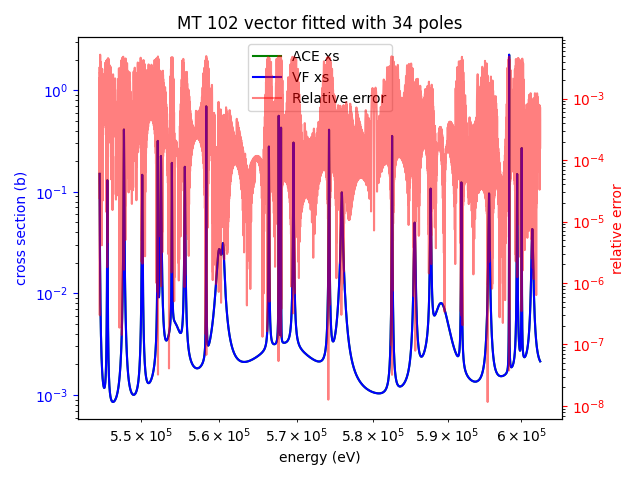 MT 102 vector fitted with 34 poles
ACE xs
VF xs
Relative error
cross section (b)
10⁰
10⁻¹
10⁻²
10⁻³
10⁻³
10⁻⁴
10⁻⁵
10⁻⁶
10⁻⁷
10⁻⁸
relative error
5.5 × 10⁵ 5.6 × 10⁵ 5.7 × 10⁵ 5.8 × 10⁵ 5.9 × 10⁵ 6 × 10⁵
energy (eV)